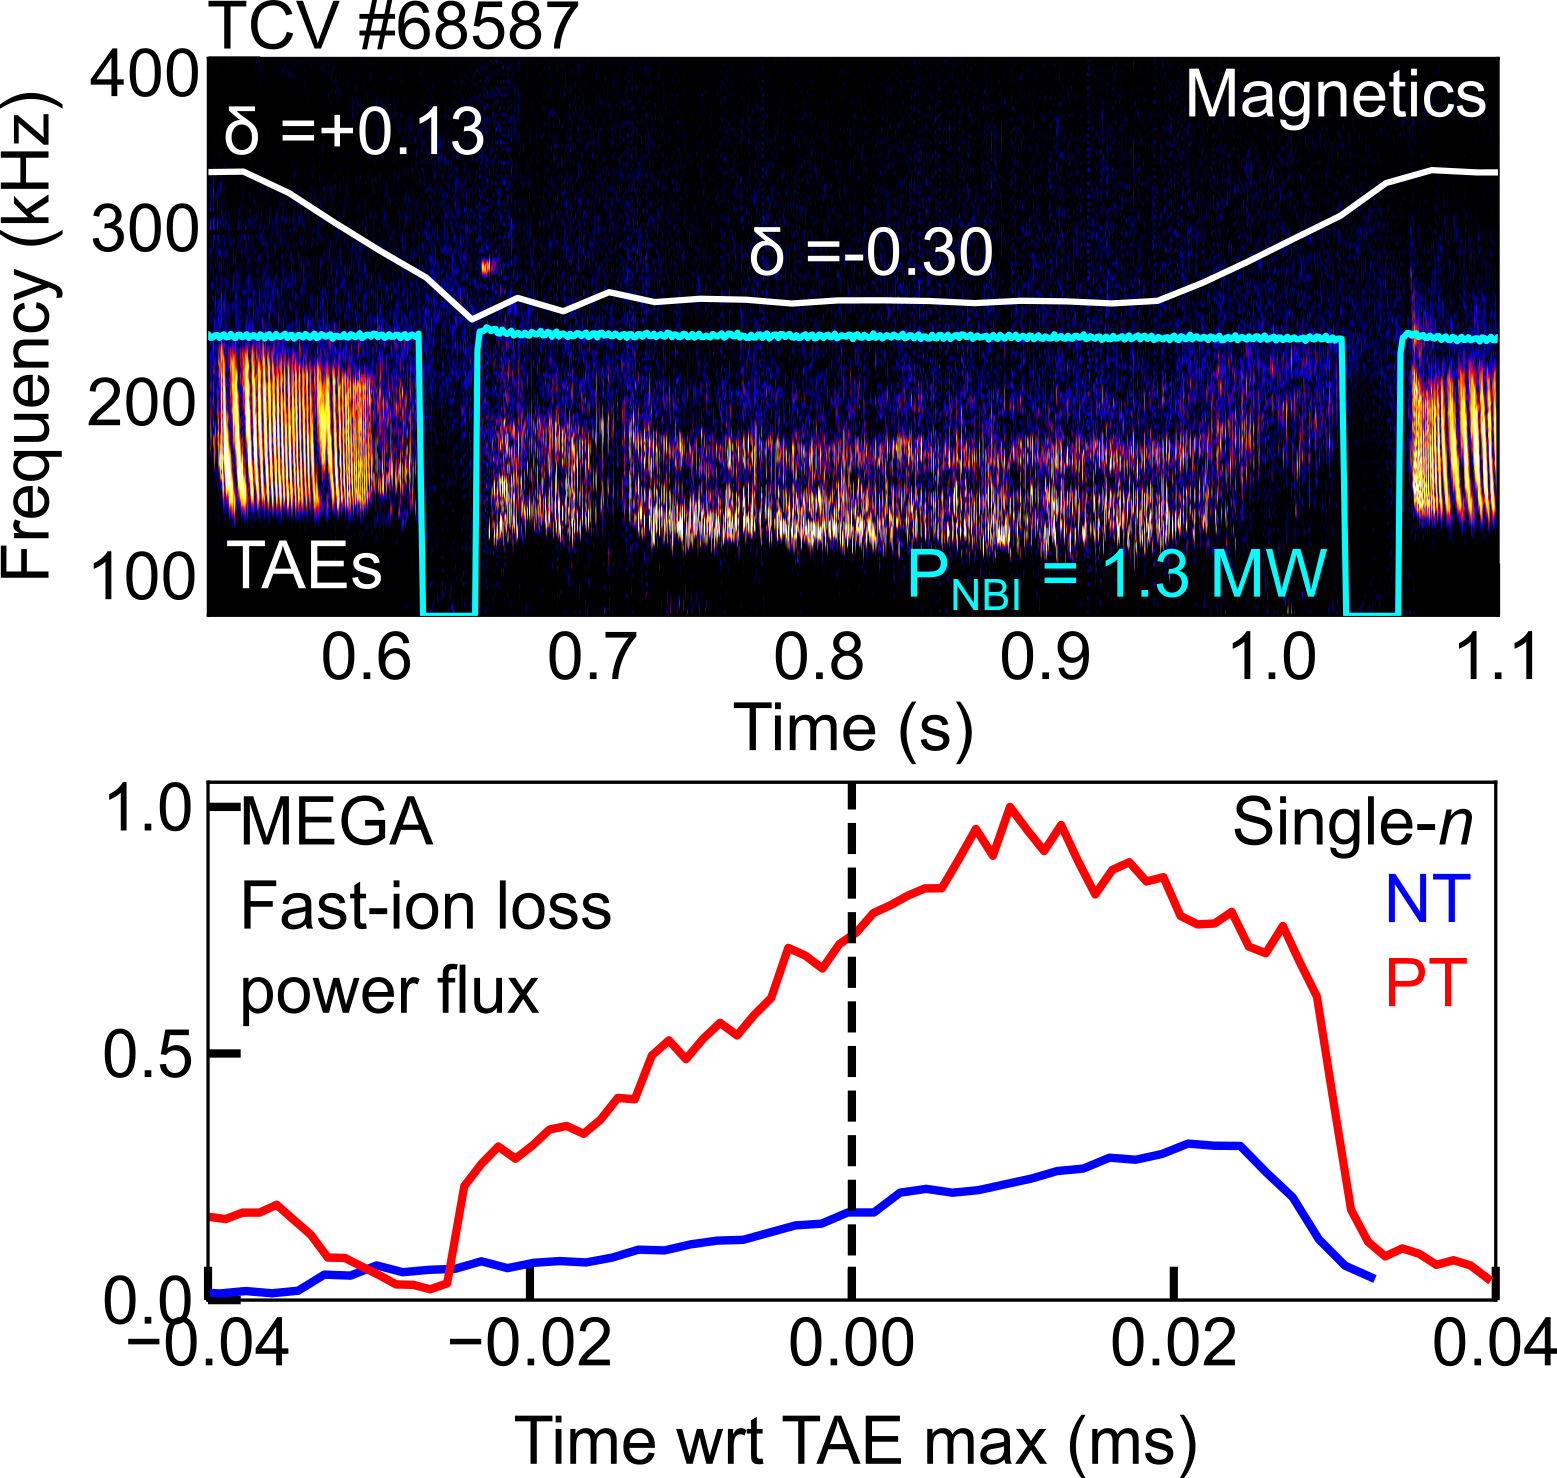 TCV #68587
Magnetics
δ =+0.13
δ =-0.30
TAEs
P_NBI = 1.3 MW
400
300
200
100
Frequency (kHz)
0.6 0.7 0.8 0.9 1.0 1.1
Time (s)
MEGA
Fast-ion loss
power flux
Single-n
NT
PT
1.0
0.5
0.0
−0.04 −0.02 0.00 0.02 0.04
Time wrt TAE max (ms)